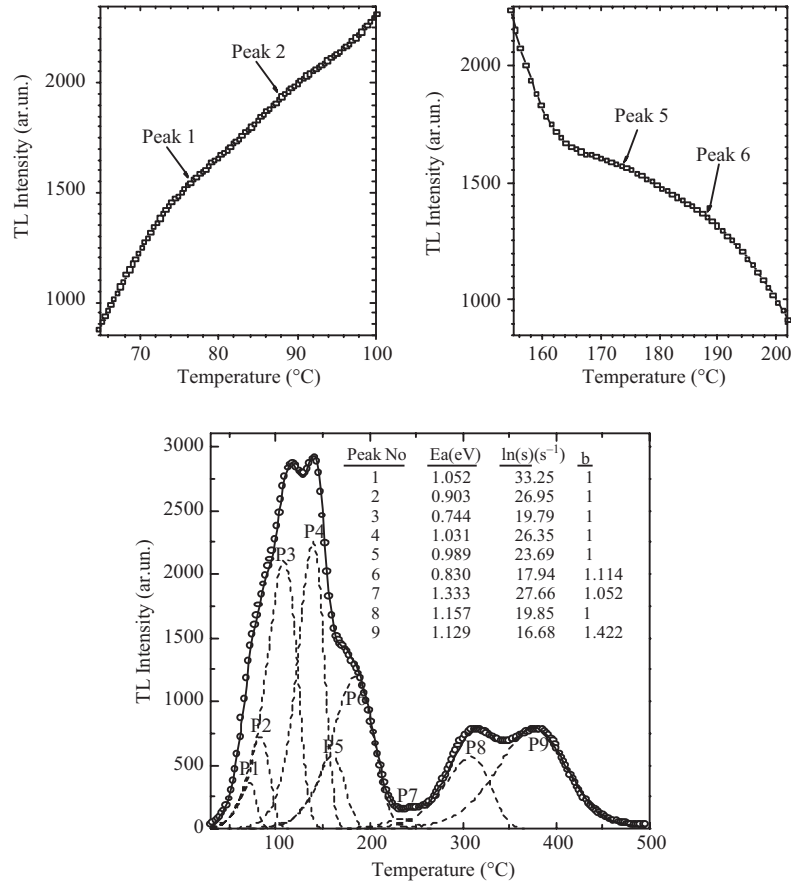 TL Intensity (ar.un.)
2000
1500
1000
Peak 2
Peak 1
70 80 90 100
Temperature (°C)
TL Intensity (ar.un.)
2000
1500
1000
Peak 5
Peak 6
160 170 180 190 200
Temperature (°C)
TL Intensity (ar.un.)
3000
2500
2000
1500
1000
500
0
Peak No Ea(eV) ln(s)(s⁻¹) b
1 1.052 33.25 1
2 0.903 26.95 1
3 0.744 19.79 1
4 1.031 26.35 1
5 0.989 23.69 1
6 0.830 17.94 1.114
7 1.333 27.66 1.052
8 1.157 19.85 1
9 1.129 16.68 1.422
P4
P3
P6
P2
P5
P8
P9
P1
P7
100 200 300 400 500
Temperature (°C)